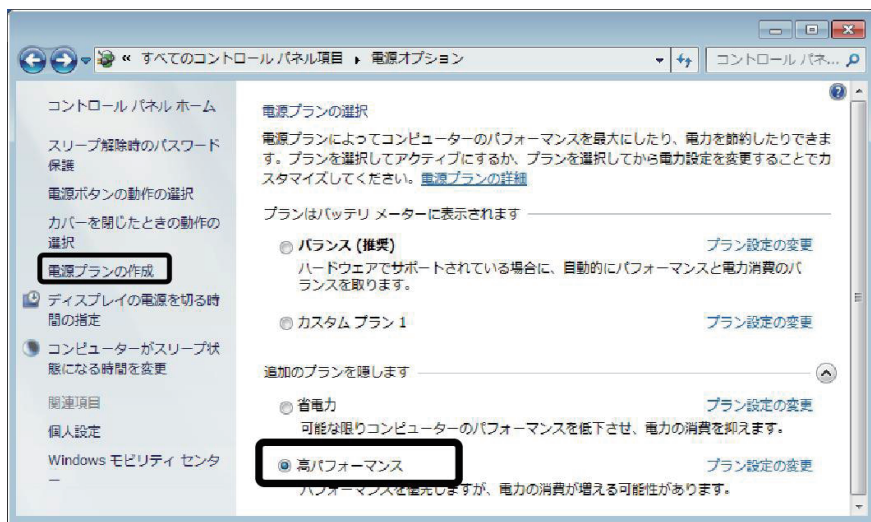 « すべてのコントロール パネル項目 ▸ 電源オプション
コントロール パネ...
コントロール パネル ホーム
スリープ解除時のパスワード
保護
電源ボタンの動作の選択
カバーを閉じたときの動作の
選択
電源プランの作成
ディスプレイの電源を切る時
間の指定
コンピューターがスリープ状
態になる時間を変更
関連項目
個人設定
Windows モビリティ センタ
ー
電源プランの選択
電源プランによってコンピューターのパフォーマンスを最大にしたり、電力を節約したりできま
す。プランを選択してアクティブにするか、プランを選択してから電力設定を変更することでカ
スタマイズしてください。電源プランの詳細
プランはバッテリ メーターに表示されます
バランス (推奨) プラン設定の変更
ハードウェアでサポートされている場合に、自動的にパフォーマンスと電力消費のバ
ランスを取ります。
カスタム プラン 1 プラン設定の変更
追加のプランを隠します
省電力 プラン設定の変更
可能な限りコンピューターのパフォーマンスを低下させ、電力の消費を抑えます。
高パフォーマンス プラン設定の変更
パフォーマンスを優先しますが、電力の消費が増える可能性があります。